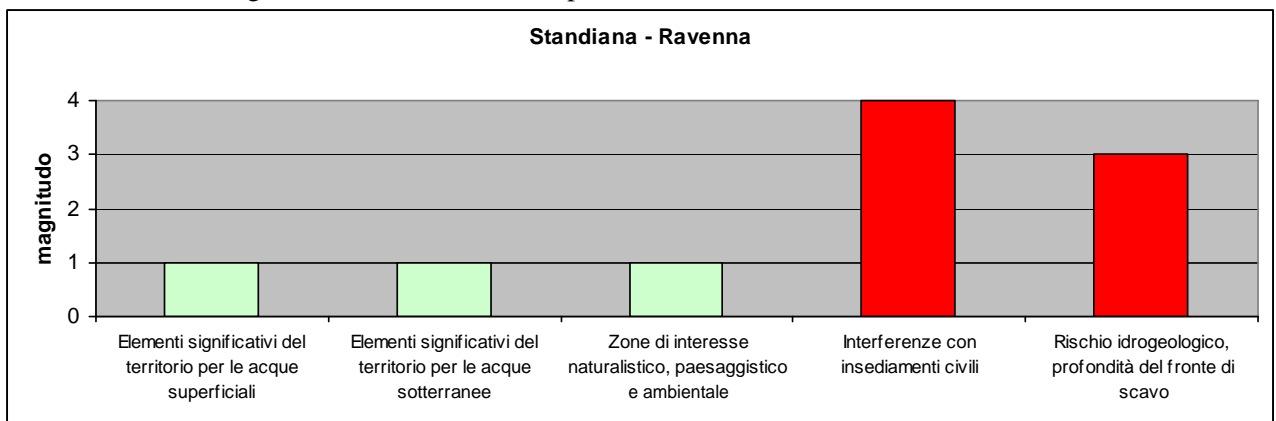 Standiana - Ravenna
magnitudo
4
3
2
1
0
Elementi significativi del
territorio per le acque
superficiali
Elementi significativi del
territorio per le acque
sotterranee
Zone di interesse
naturalistico, paesaggistico
e ambientale
Interferenze con
insediamenti civili
Rischio idrogeologico,
profondità del fronte di
scavo